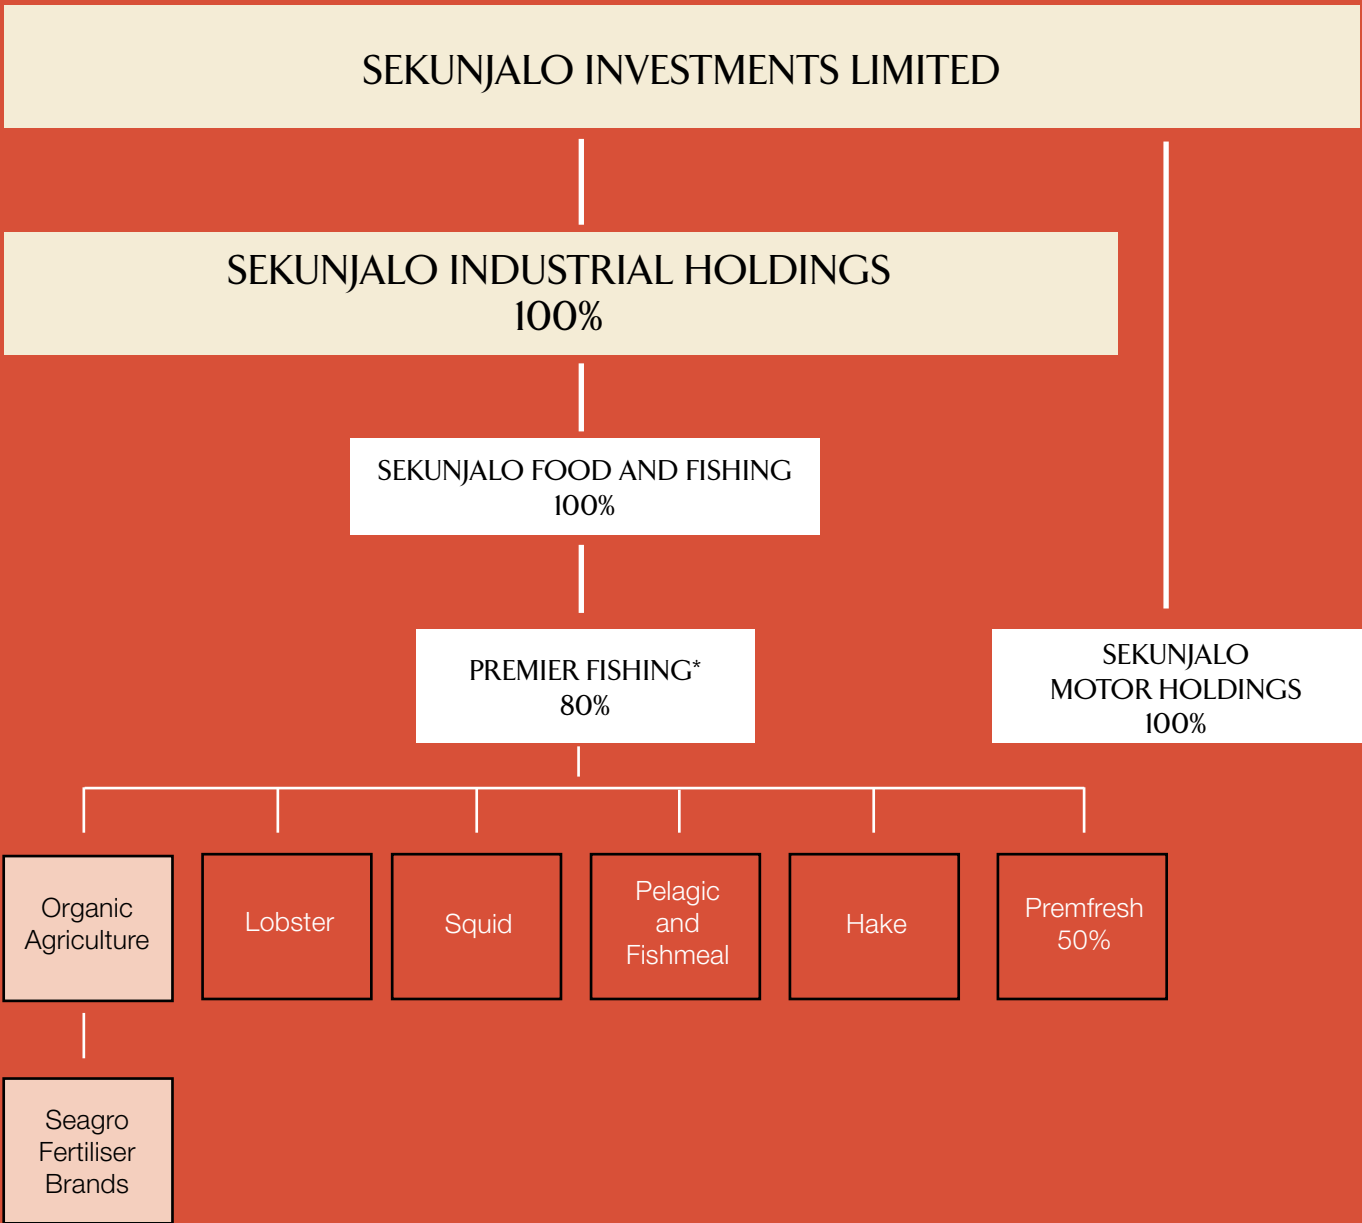 SEKUNJALO INVESTMENTS LIMITED
SEKUNJALO INDUSTRIAL HOLDINGS
100%
SEKUNJALO FOOD AND FISHING
100%
PREMIER FISHING*
80%
SEKUNJALO
MOTOR HOLDINGS
100%
Organic
Agriculture
Lobster
Squid
Pelagic
and
Fishmeal
Hake
Premfresh
50%
Seagro
Fertiliser
Brands